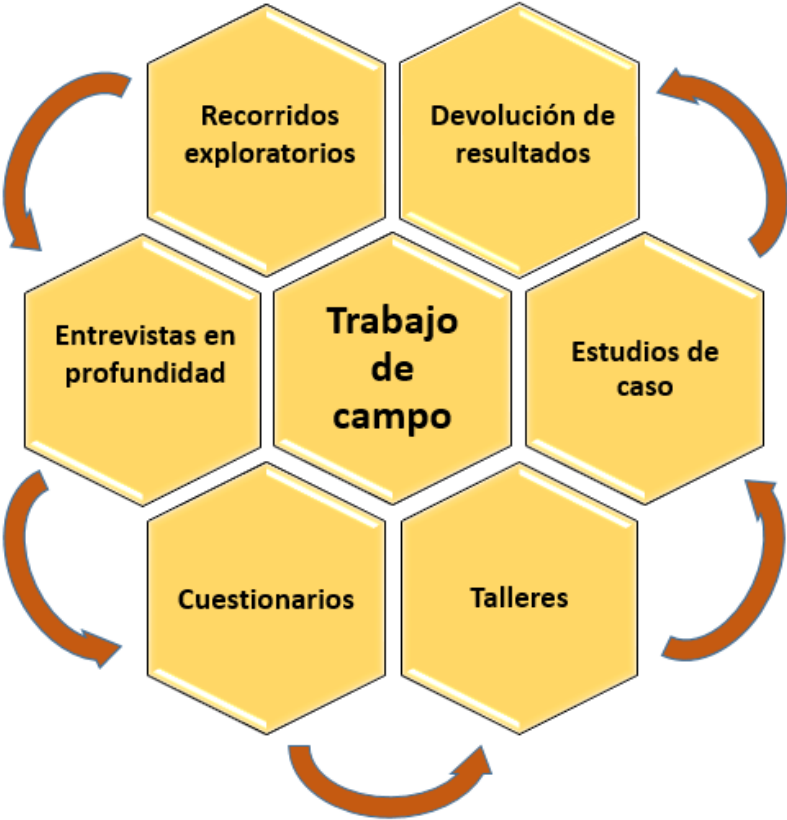 Recorridos
exploratorios
Devolución de
resultados
Entrevistas en
profundidad
Trabajo
de
campo
Estudios de
caso
Cuestionarios
Talleres